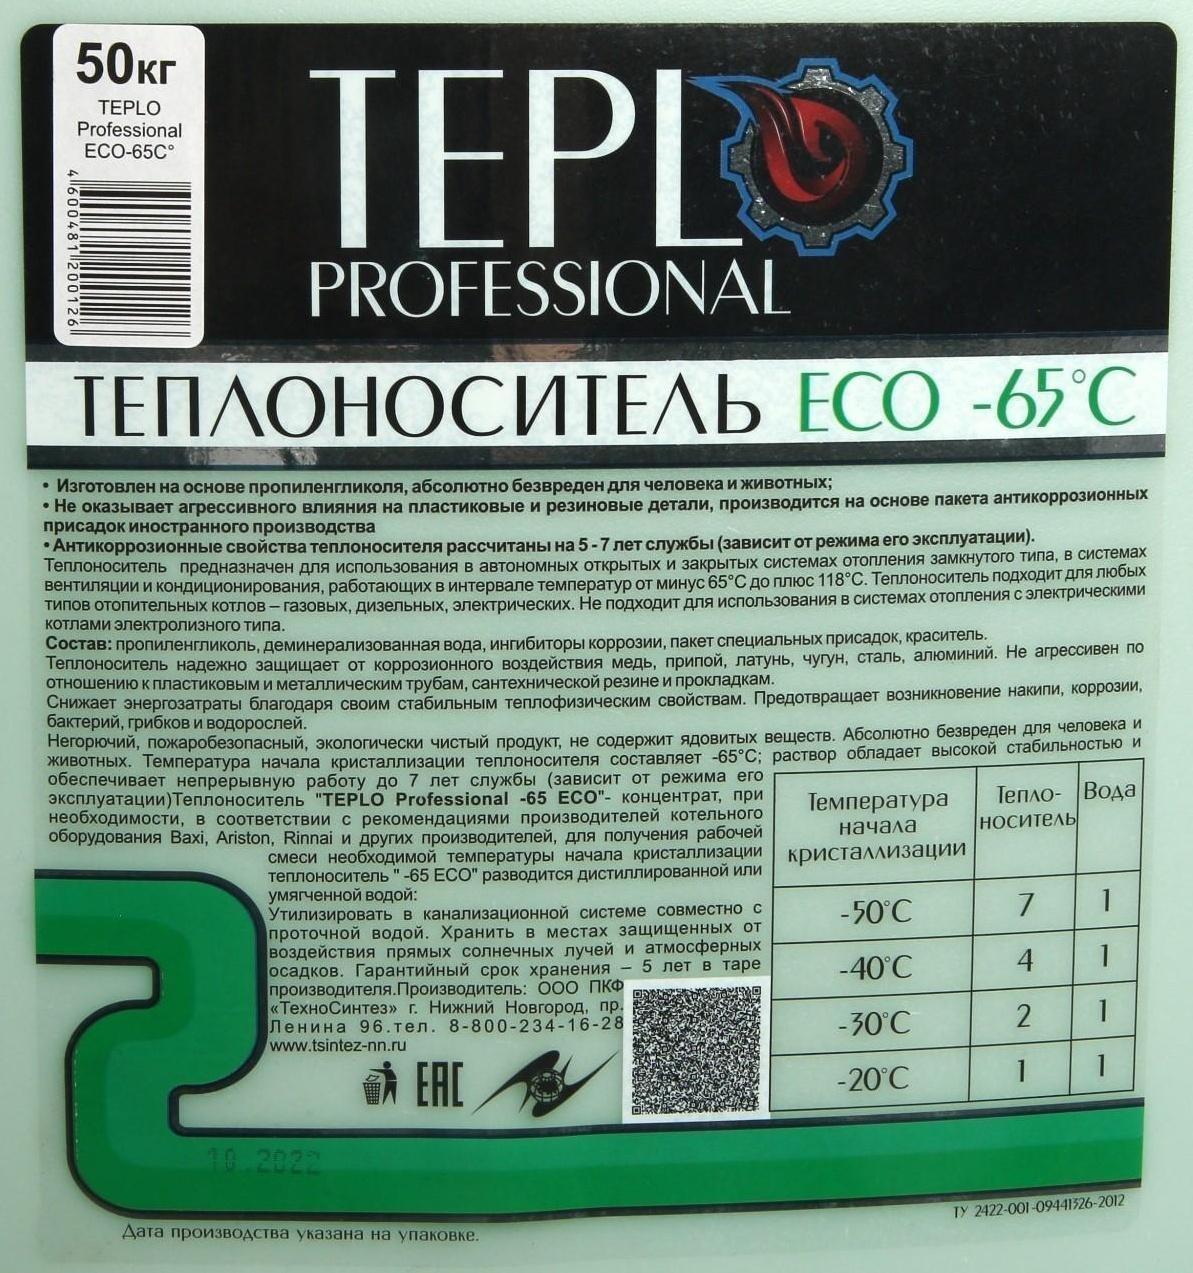 50кг
TEPLO
Professional
ECO-65C°
4600481200126
TEPLO
PROFESSIONAL
ТЕПЛОНОСИТЕЛЬ ECO -65°C
• Изготовлен на основе пропиленгликоля, абсолютно безвреден для человека и животных;
• Не оказывает агрессивного влияния на пластиковые и резиновые детали, производится на основе пакета антикоррозионных
присадок иностранного производства
• Антикоррозионные свойства теплоносителя рассчитаны на 5 - 7 лет службы (зависит от режима его эксплуатации).
Теплоноситель предназначен для использования в автономных открытых и закрытых системах отопления замкнутого типа, в системах
вентиляции и кондиционирования, работающих в интервале температур от минус 65°С до плюс 118°С. Теплоноситель подходит для любых
типов отопительных котлов – газовых, дизельных, электрических. Не подходит для использования в системах отопления с электрическими
котлами электролизного типа.
Состав: пропиленгликоль, деминерализованная вода, ингибиторы коррозии, пакет специальных присадок, краситель.
Теплоноситель надежно защищает от коррозионного воздействия медь, припой, латунь, чугун, сталь, алюминий. Не агрессивен по
отношению к пластиковым и металлическим трубам, сантехнической резине и прокладкам.
Снижает энергозатраты благодаря своим стабильным теплофизическим свойствам. Предотвращает возникновение накипи, коррозии,
бактерий, грибков и водорослей.
Негорючий, пожаробезопасный, экологически чистый продукт, не содержит ядовитых веществ. Абсолютно безвреден для человека и
животных. Температура начала кристаллизации теплоносителя составляет -65°С; раствор обладает высокой стабильностью и
обеспечивает непрерывную работу до 7 лет службы (зависит от режима его
эксплуатации)Теплоноситель "TEPLO Professional -65 ECO"- концентрат, при
необходимости, в соответствии с рекомендациями производителей котельного
оборудования Baxi, Ariston, Rinnai и других производителей, для получения рабочей
смеси необходимой температуры начала кристаллизации
теплоноситель " -65 ECO" разводится дистиллированной или
умягченной водой:
Утилизировать в канализационной системе совместно с
проточной водой. Хранить в местах защищенных от
воздействия прямых солнечных лучей и атмосферных
осадков. Гарантийный срок хранения – 5 лет в таре
производителя.Производитель: ООО ПКФ
«ТехноСинтез» г. Нижний Новгород, пр.
Ленина 96.тел. 8-800-234-16-28
www.tsintez-nn.ru
Температура начала кристаллизации Тепло-носитель Вода
-50°C 7 1
-40°C 4 1
-30°C 2 1
-20°C 1 1
EAC
10.2022
ТУ 2422-001-09441326-2012
Дата производства указана на упаковке.